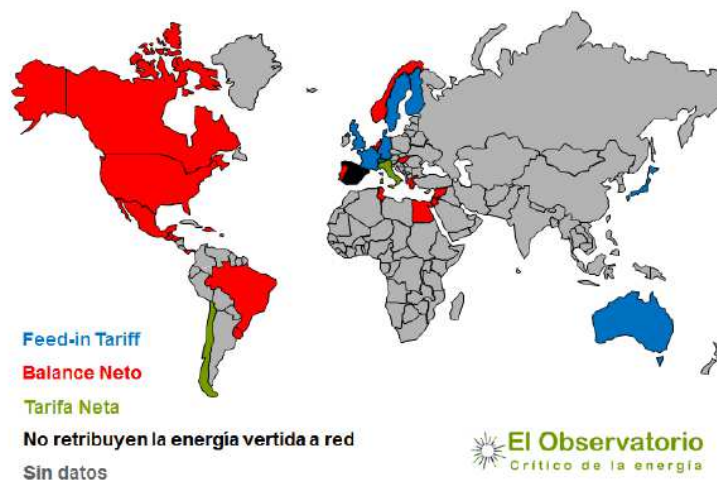 Feed-in Tariff
Balance Neto
Tarifa Neta
No retribuyen la energía vertida a red
Sin datos
El Observatorio
Crítico de la energía